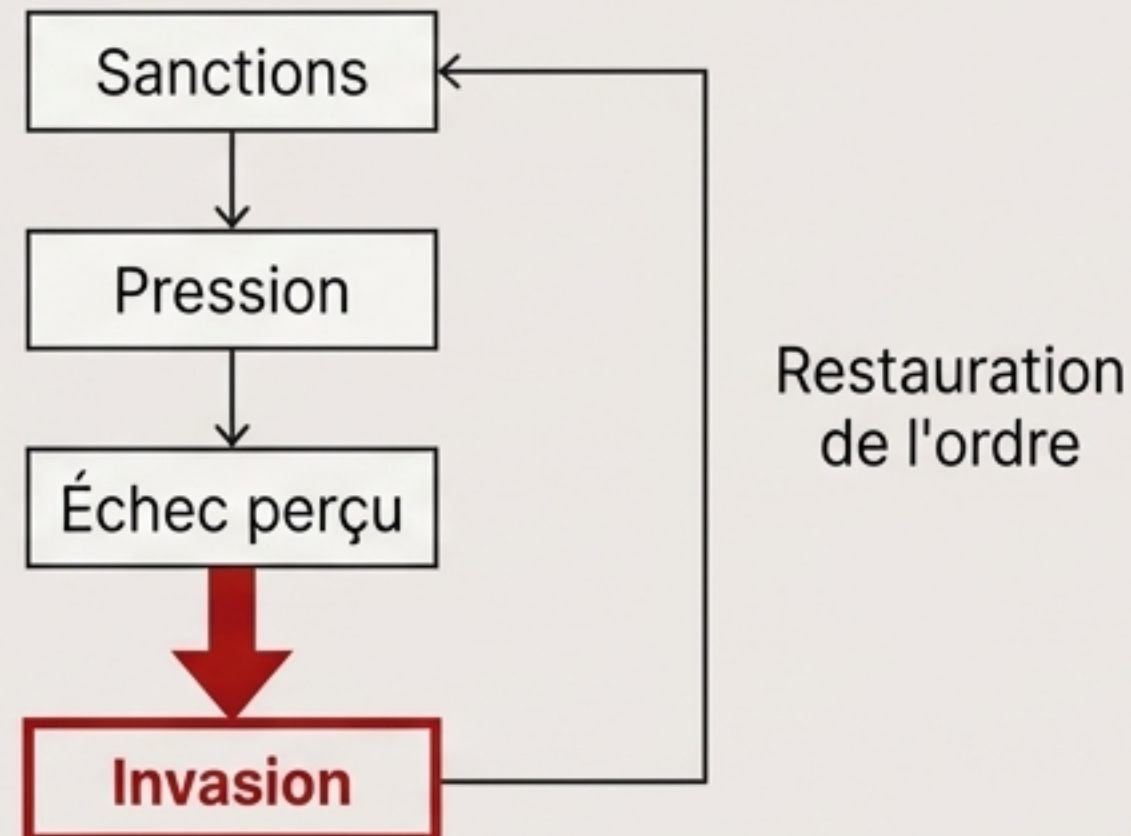 Sanctions
Pression
Échec perçu
Invasion
Restauration
de l'ordre